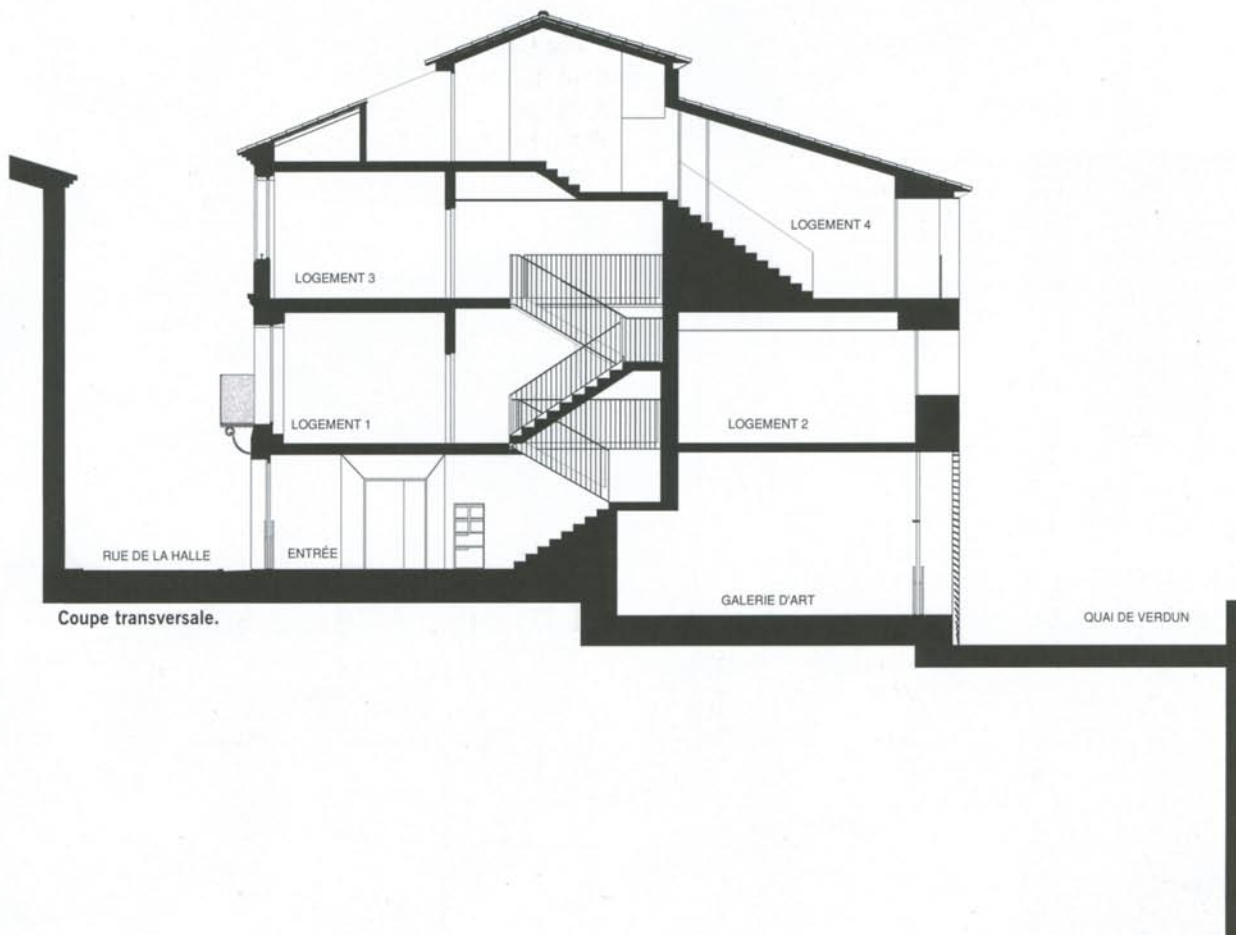 LOGEMENT 4
LOGEMENT 3
LOGEMENT 1
LOGEMENT 2
RUE DE LA HALLE
ENTRÉE
GALERIE D'ART
QUAI DE VERDUN
Coupe transversale.